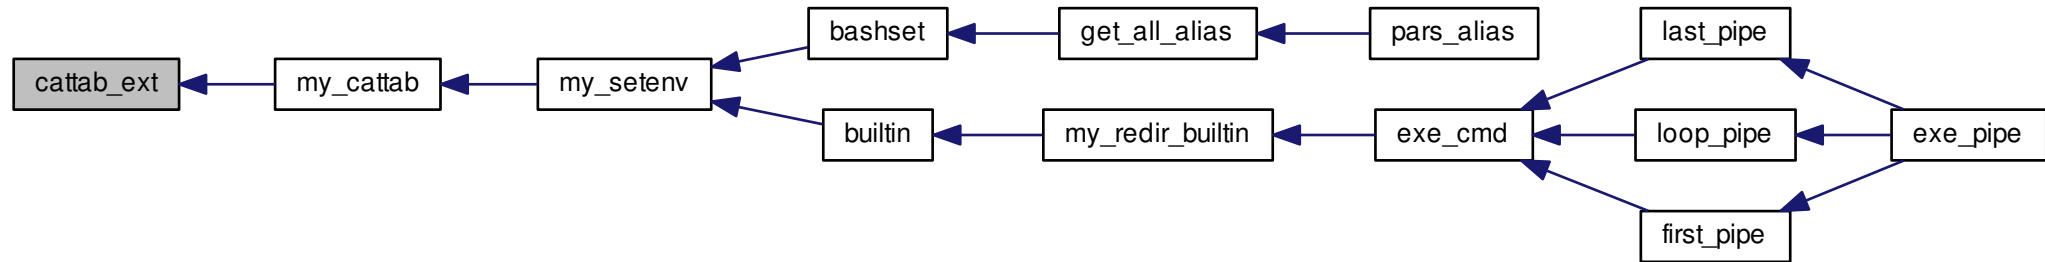 cattab_ext
my_cattab
my_setenv
bashset
get_all_alias
pars_alias
builtin
my_redir_builtin
exe_cmd
last_pipe
loop_pipe
first_pipe
exe_pipe